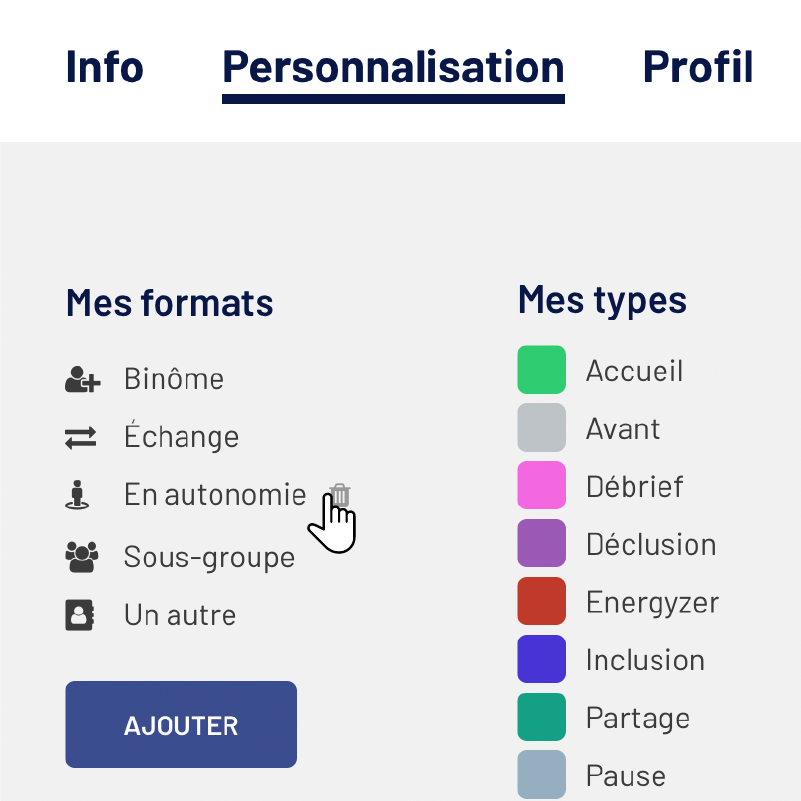 Info
Personnalisation
Profil
Mes formats
Binôme
Échange
En autonomie
Sous-groupe
Un autre
AJOUTER
Mes types
Accueil
Avant
Débrief
Déclusion
Energyzer
Inclusion
Partage
Pause